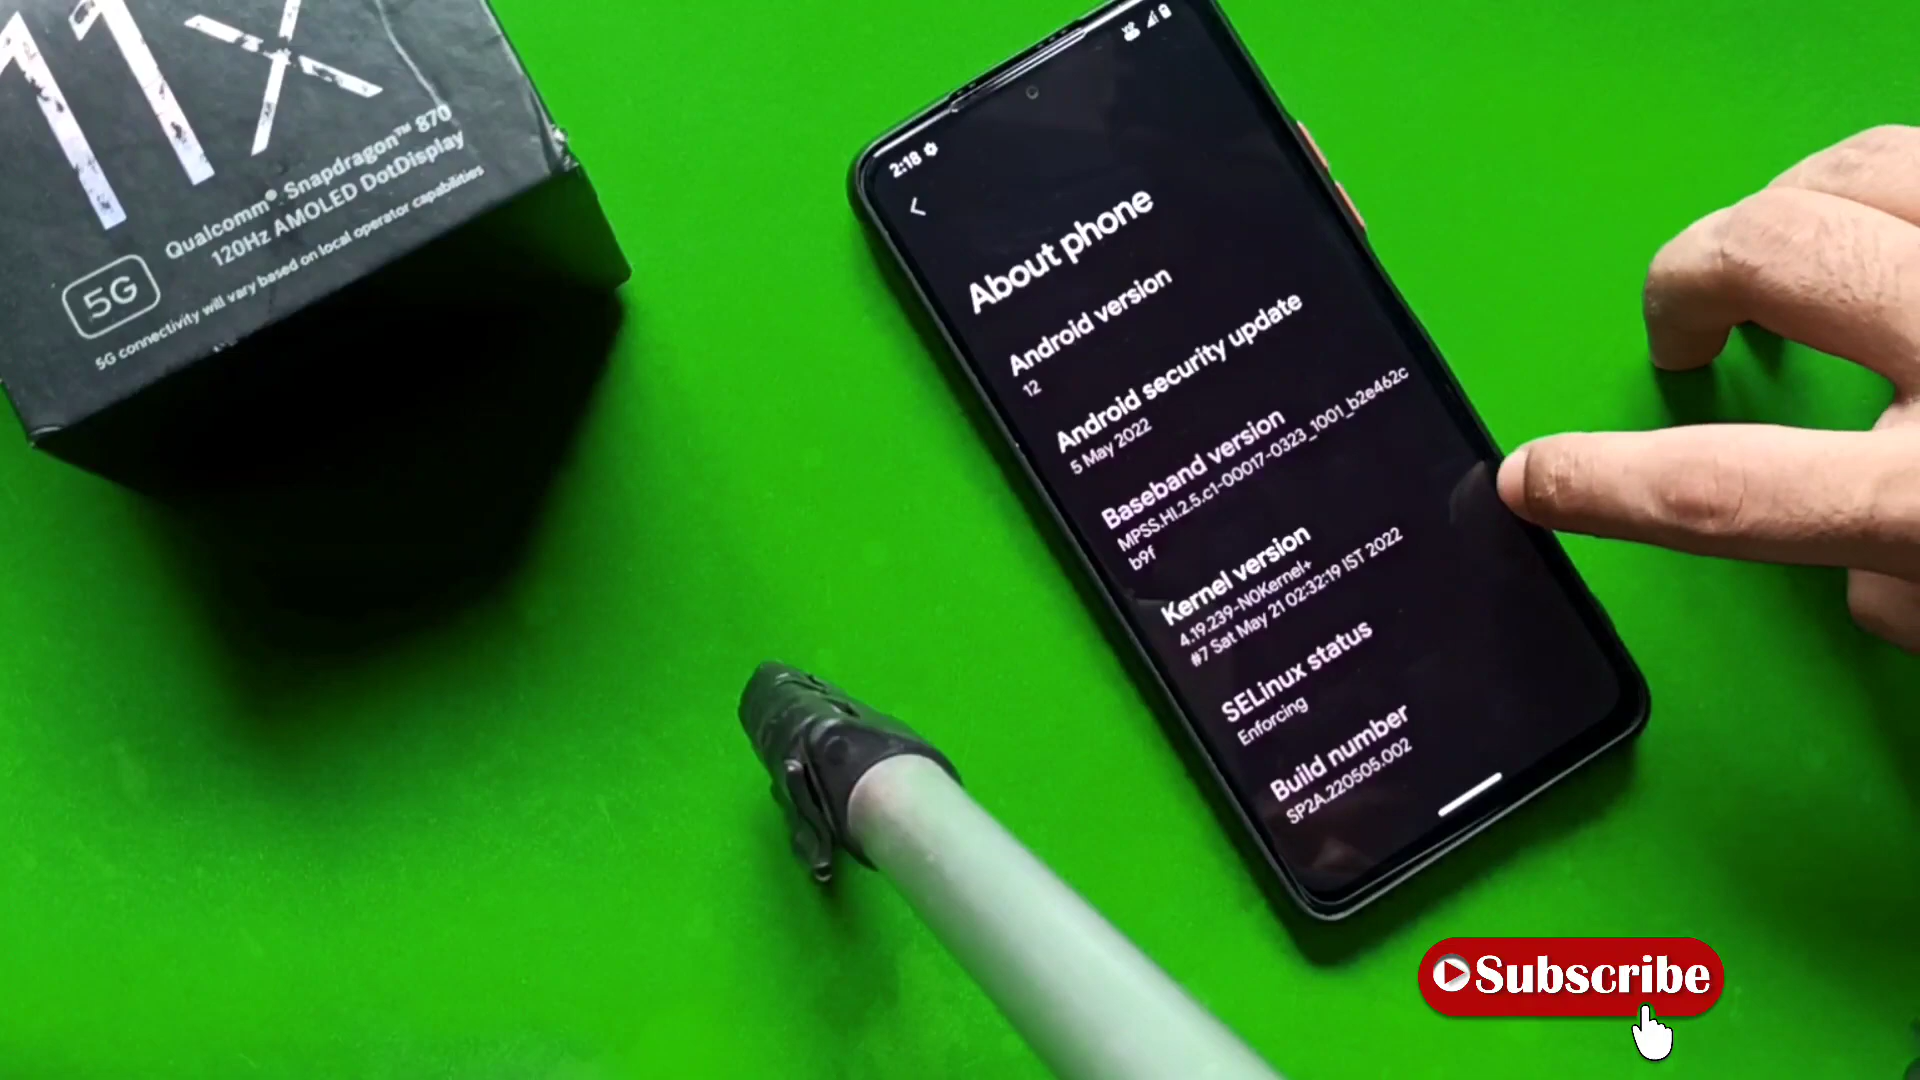 11X
Qualcomm® Snapdragon™ 870
120Hz AMOLED DotDisplay
5G
5G connectivity will vary based on local operator capabilities
2:18
About phone
Android version
12
Android security update
5 May 2022
Baseband version
MPSS.HI.2.5.c1-00017-0323_1001_b2e462c
b9f
Kernel version
4.19.239-N0Kernel+
#7 Sat May 21 02:32:19 IST 2022
SELinux status
Enforcing
Build number
SP2A.220505.002
Subscribe